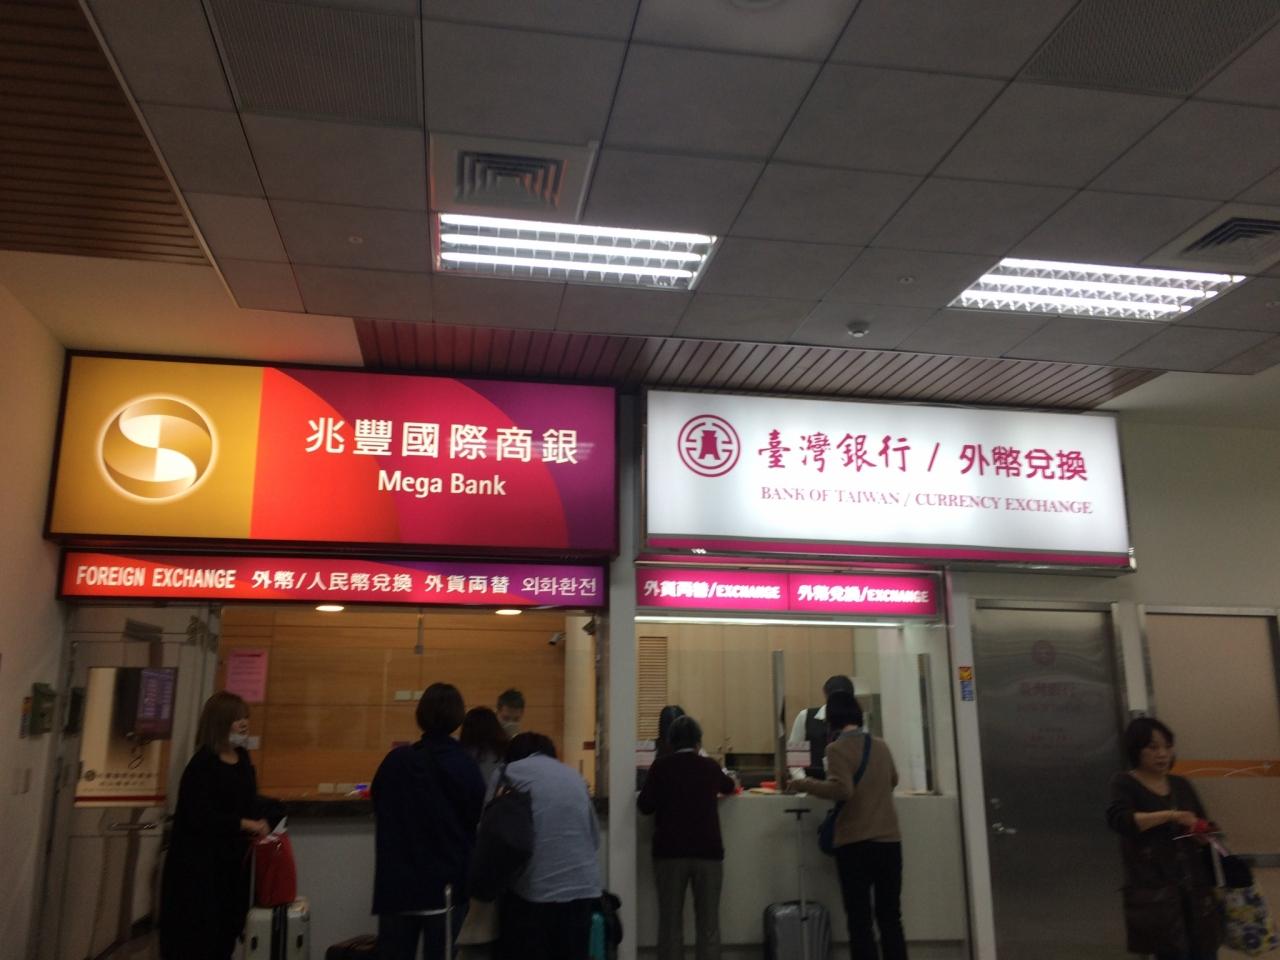 兆豐國際商銀
Mega Bank
FOREIGN EXCHANGE 外幣/人民幣兌換 外貨両替 외화환전
臺灣銀行 / 外幣兌換
BANK OF TAIWAN / CURRENCY EXCHANGE
外貨両替/EXCHANGE
外幣兌換/EXCHANGE